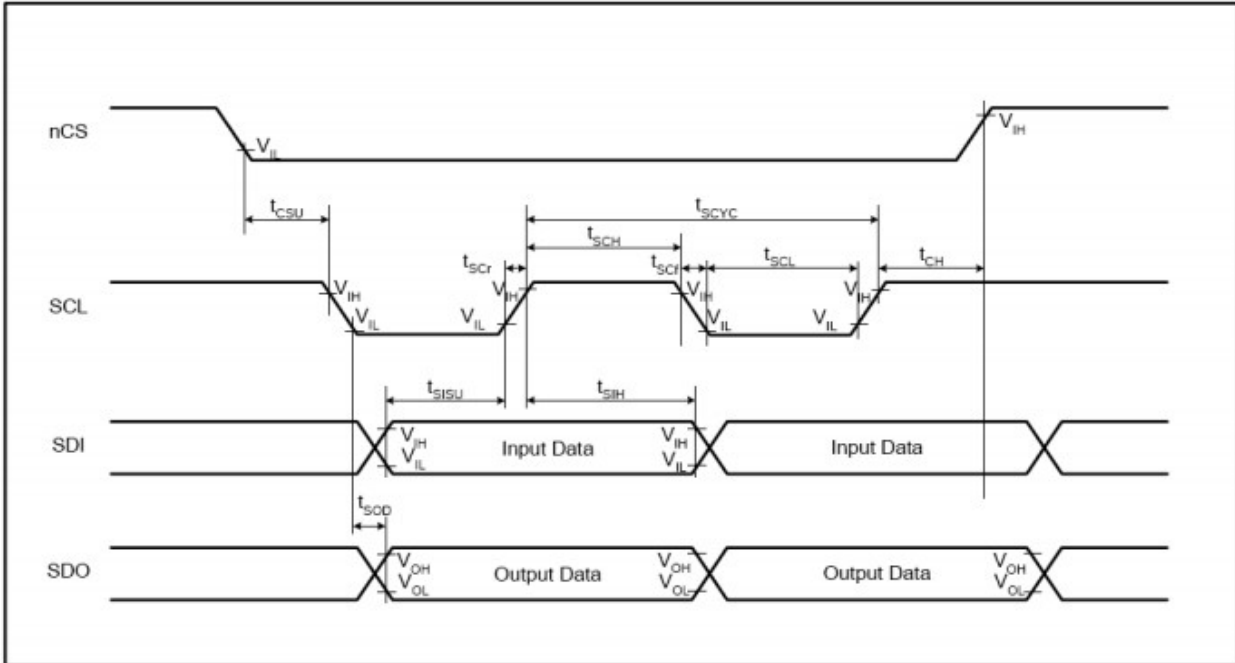 nCS
V_IL
V_IH
t_CSU
t_SCYC
t_SCH
t_SCr
t_SCf
t_SCL
t_CH
SCL
V_IH
V_IL
V_IL
V_IH
V_IH
V_IL
V_IL
V_IH
t_SISU
t_SIH
SDI
V_IH
V_IL
Input Data
V_IH
V_IL
Input Data
t_SOD
SDO
V_OH
V_OL
Output Data
V_OH
V_OL
Output Data
V_OH
V_OL